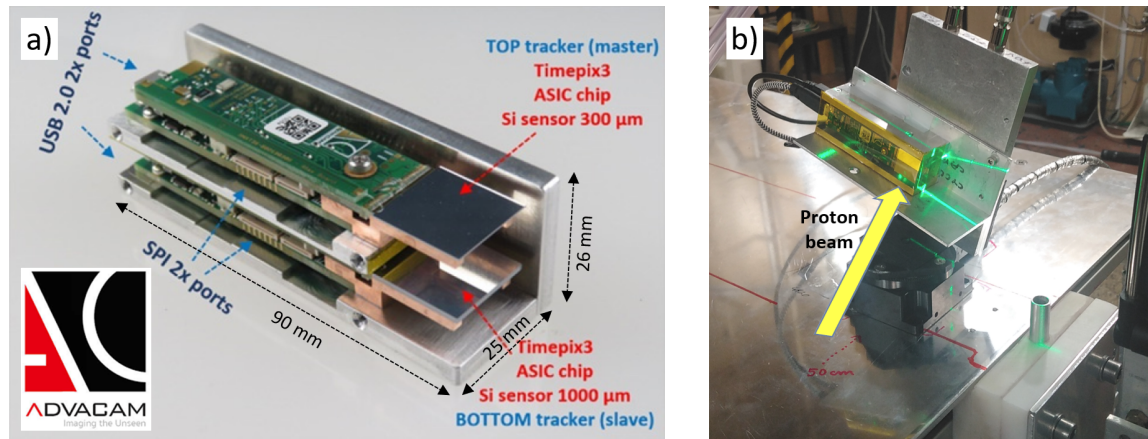 a)
TOP tracker (master)
Timepix3
ASIC chip
Si sensor 300 µm
USB 2.0 2x ports
SPI 2x ports
90 mm
25 mm
26 mm
Timepix3
ASIC chip
Si sensor 1000 µm
BOTTOM tracker (slave)
ADVACAM
Imaging the Unseen
b)
Proton
beam
50 cm